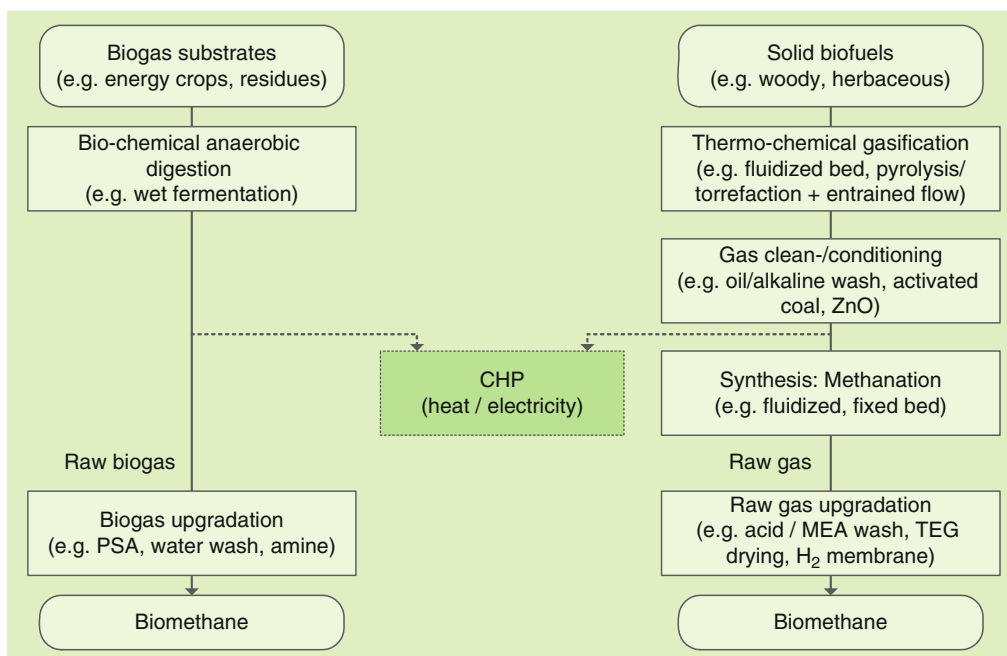 Biogas substrates
(e.g. energy crops, residues)
Bio-chemical anaerobic
digestion
(e.g. wet fermentation)
Raw biogas
Biogas upgradation
(e.g. PSA, water wash, amine)
Biomethane
CHP
(heat / electricity)
Solid biofuels
(e.g. woody, herbaceous)
Thermo-chemical gasification
(e.g. fluidized bed, pyrolysis/
torrefaction + entrained flow)
Gas clean-/conditioning
(e.g. oil/alkaline wash, activated
coal, ZnO)
Synthesis: Methanation
(e.g. fluidized, fixed bed)
Raw gas
Raw gas upgradation
(e.g. acid / MEA wash, TEG
drying, H₂ membrane)
Biomethane